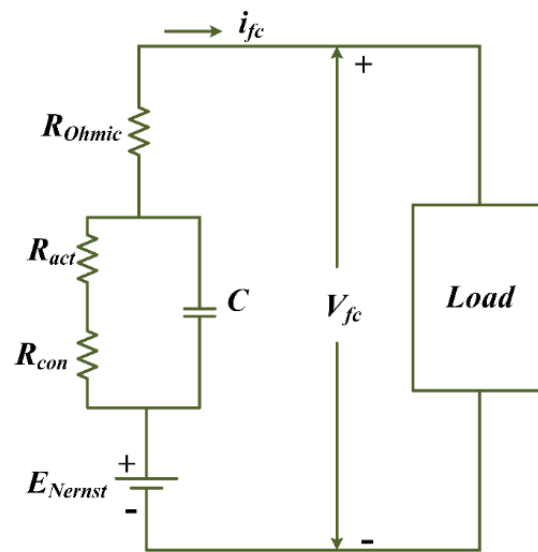 i_fc
+
R_Ohmic
R_act
C
V_fc
Load
R_con
+
E_Nernst
-
-